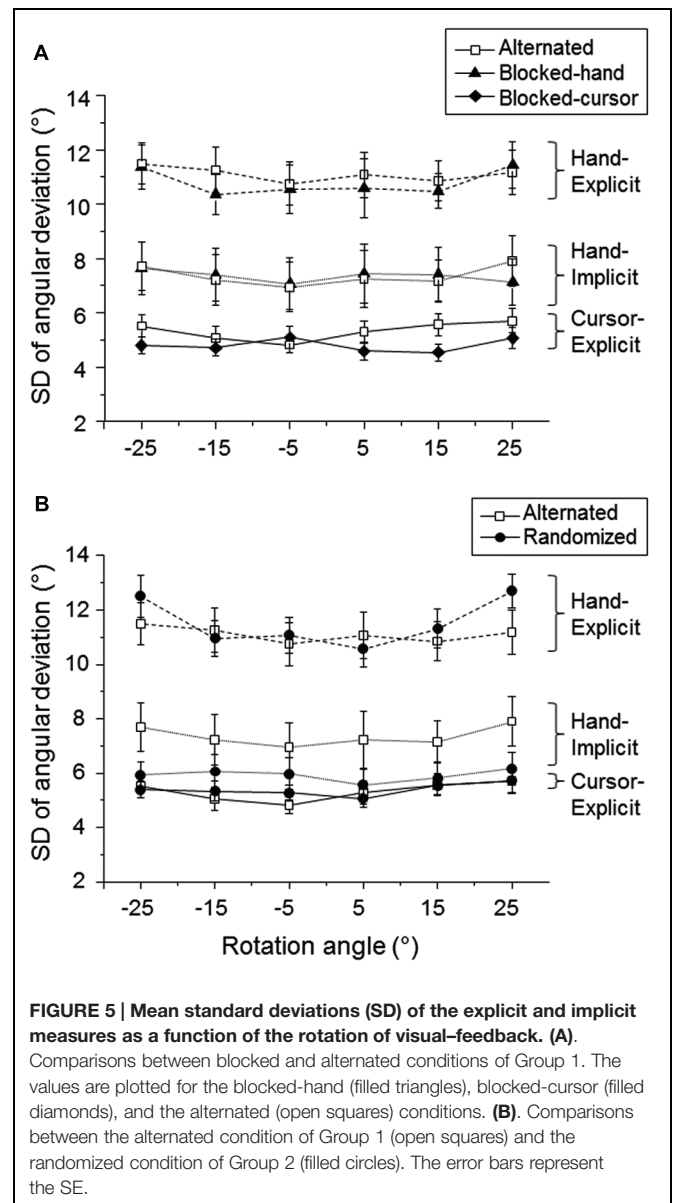 A
Alternated
Blocked-hand
Blocked-cursor
14
12
10
8
6
4
2
SD of angular deviation (°)
Hand-
Explicit
Hand-
Implicit
Cursor-
Explicit
-25 -15 -5 5 15 25
B
Alternated
Randomized
14
12
10
8
6
4
2
SD of angular deviation (°)
Hand-
Explicit
Hand-
Implicit
Cursor-
Explicit
-25 -15 -5 5 15 25
Rotation angle (°)
FIGURE 5 | Mean standard deviations (SD) of the explicit and implicit
measures as a function of the rotation of visual–feedback. (A).
Comparisons between blocked and alternated conditions of Group 1. The
values are plotted for the blocked-hand (filled triangles), blocked-cursor (filled
diamonds), and the alternated (open squares) conditions. (B). Comparisons
between the alternated condition of Group 1 (open squares) and the
randomized condition of Group 2 (filled circles). The error bars represent
the SE.